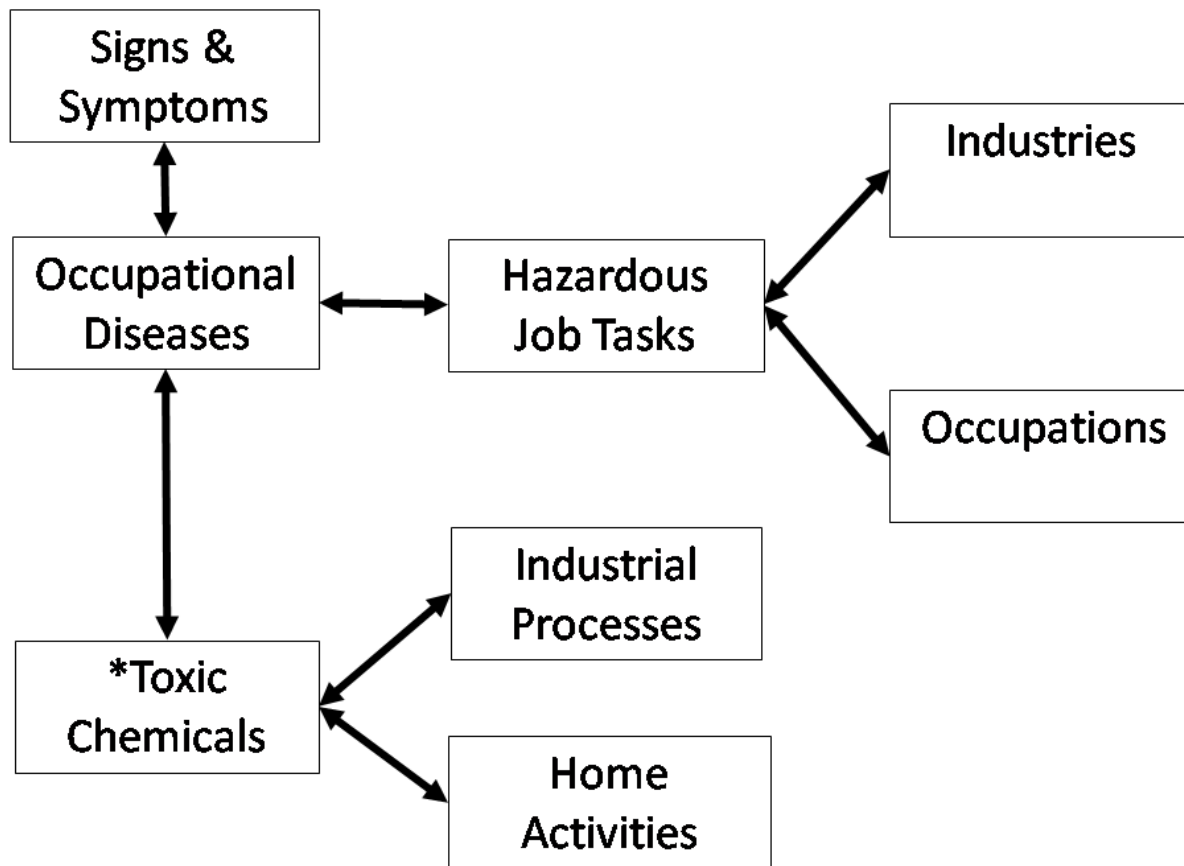 Signs &
Symptoms
Occupational
Diseases
Hazardous
Job Tasks
Industries
Occupations
Industrial
Processes
*Toxic
Chemicals
Home
Activities